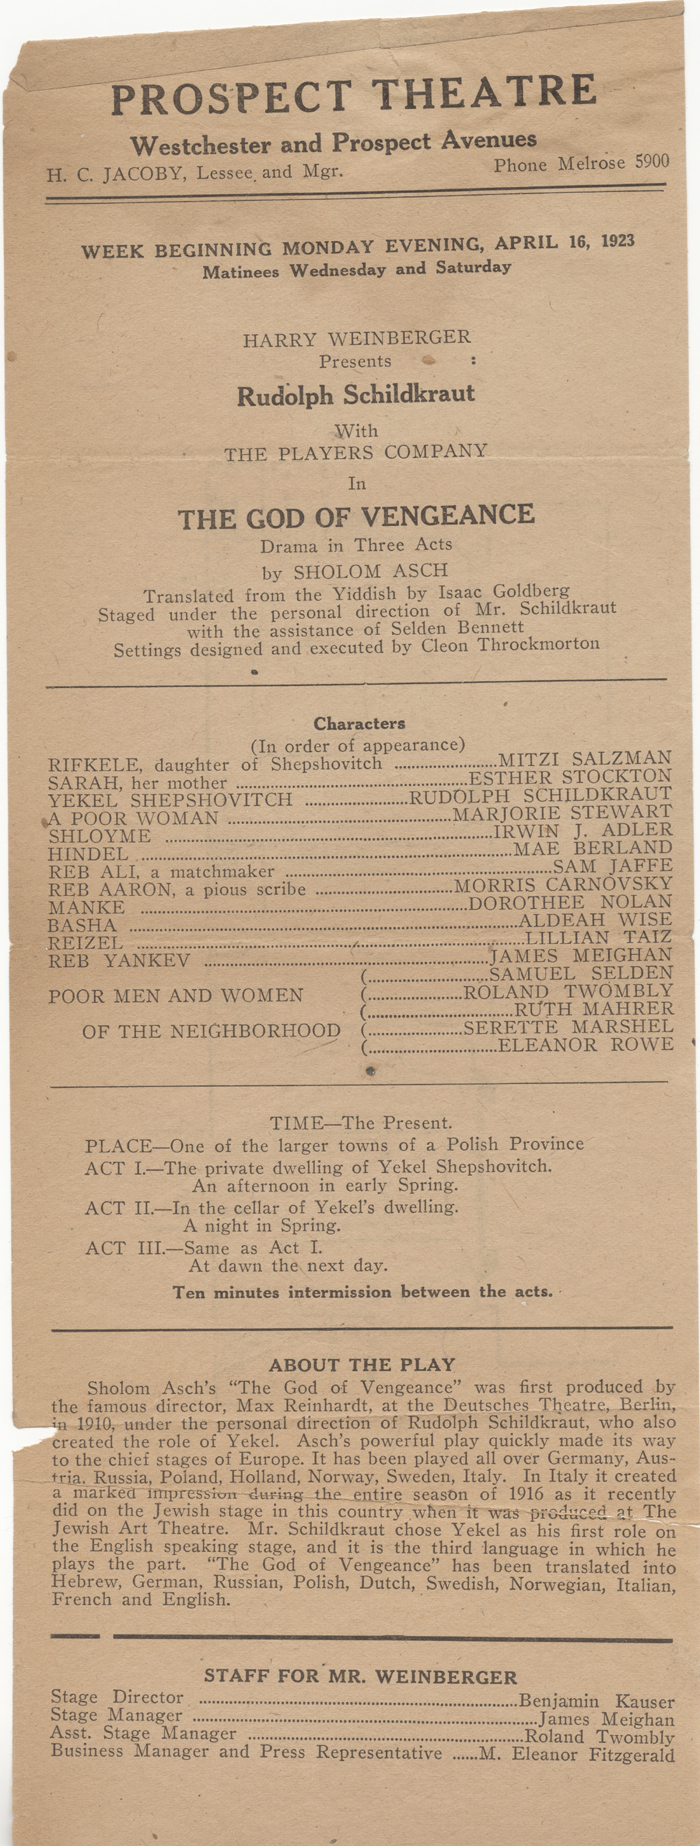 PROSPECT THEATRE
Westchester and Prospect Avenues
H. C. JACOBY, Lessee and Mgr. Phone Melrose 5900
WEEK BEGINNING MONDAY EVENING, APRIL 16, 1923
Matinees Wednesday and Saturday
HARRY WEINBERGER
Presents :
Rudolph Schildkraut
With
THE PLAYERS COMPANY
In
THE GOD OF VENGEANCE
Drama in Three Acts
by SHOLOM ASCH
Translated from the Yiddish by Isaac Goldberg
Staged under the personal direction of Mr. Schildkraut
with the assistance of Selden Bennett
Settings designed and executed by Cleon Throckmorton
Characters
(In order of appearance)
RIFKELE, daughter of Shepshovitch ..................MITZI SALZMAN
SARAH, her mother ..................ESTHER STOCKTON
YEKEL SHEPSHOVITCH ..................RUDOLPH SCHILDKRAUT
A POOR WOMAN ..................MARJORIE STEWART
SHLOYME ..................IRWIN J. ADLER
HINDEL ..................MAE BERLAND
REB ALI, a matchmaker ..................SAM JAFFE
REB AARON, a pious scribe ..................MORRIS CARNOVSKY
MANKE ..................DOROTHEE NOLAN
BASHA ..................ALDEAH WISE
REIZEL ..................LILLIAN TAIZ
REB YANKEV ..................JAMES MEIGHAN
(..................SAMUEL SELDEN
POOR MEN AND WOMEN (..................ROLAND TWOMBLY
(..................RUTH MAHRER
OF THE NEIGHBORHOOD (..................SERETTE MARSHEL
(..................ELEANOR ROWE
TIME—The Present.
PLACE—One of the larger towns of a Polish Province
ACT I.—The private dwelling of Yekel Shepshovitch.
An afternoon in early Spring.
ACT II.—In the cellar of Yekel's dwelling.
A night in Spring.
ACT III.—Same as Act I.
At dawn the next day.
Ten minutes intermission between the acts.
ABOUT THE PLAY
Sholom Asch's “The God of Vengeance” was first produced by
the famous director, Max Reinhardt, at the Deutsches Theatre, Berlin,
in 1910, under the personal direction of Rudolph Schildkraut, who also
created the role of Yekel. Asch's powerful play quickly made its way
to the chief stages of Europe. It has been played all over Germany, Aus-
tria, Russia, Poland, Holland, Norway, Sweden, Italy. In Italy it created
a marked impression during the entire season of 1916 as it recently
did on the Jewish stage in this country when it was produced at The
Jewish Art Theatre. Mr. Schildkraut chose Yekel as his first role on
the English speaking stage, and it is the third language in which he
plays the part. “The God of Vengeance” has been translated into
Hebrew, German, Russian, Polish, Dutch, Swedish, Norwegian, Italian,
French and English.
STAFF FOR MR. WEINBERGER
Stage Director ..................Benjamin Kauser
Stage Manager ..................James Meighan
Asst. Stage Manager ..................Roland Twombly
Business Manager and Press Representative ......M. Eleanor Fitzgerald